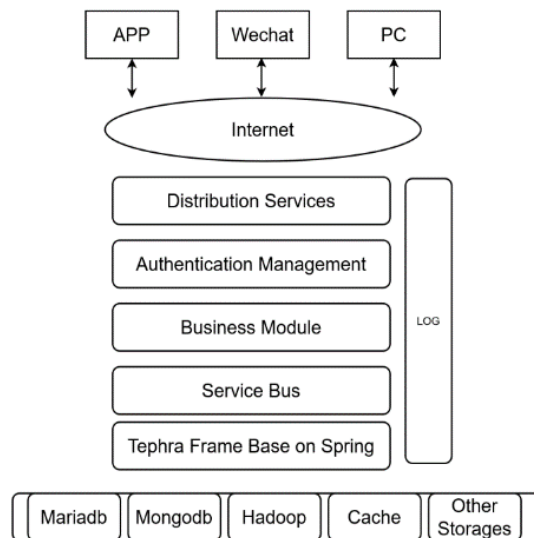 APP
Wechat
PC
Internet
Distribution Services
Authentication Management
Business Module
LOG
Service Bus
Tephra Frame Base on Spring
Mariadb
Mongodb
Hadoop
Cache
Other
Storages